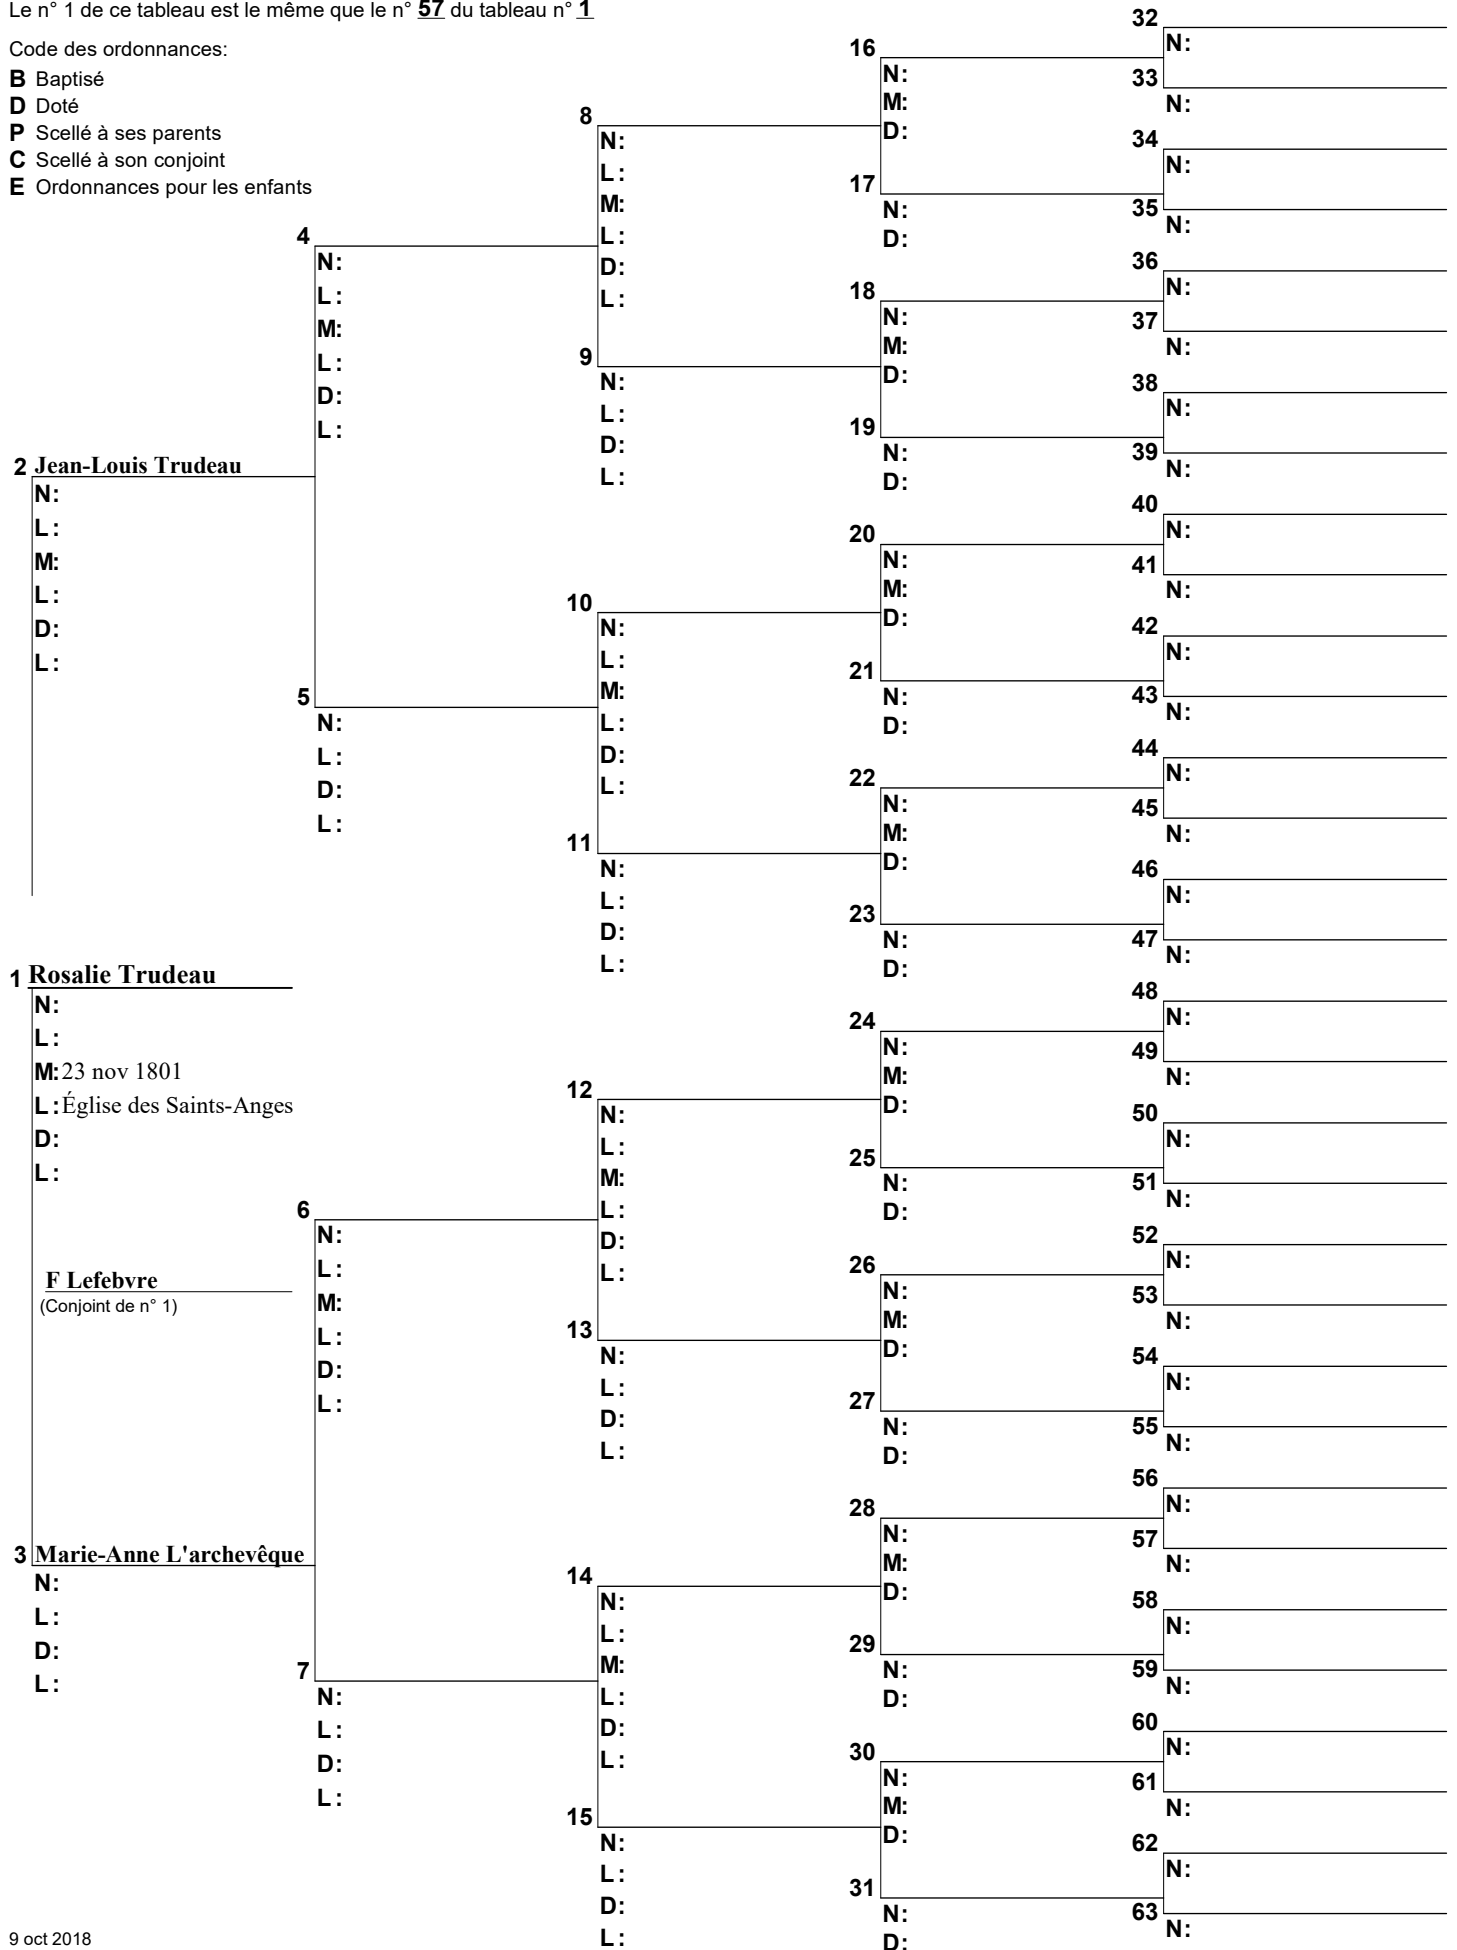 Le n° 1 de ce tableau est le même que le n° 57 du tableau n° 1
Code des ordonnances:
B Baptisé
D Doté
P Scellé à ses parents
C Scellé à son conjoint
E Ordonnances pour les enfants
2 Jean-Louis Trudeau
N:
L:
M:
L:
D:
L:
1 Rosalie Trudeau
N:
L:
M: 23 nov 1801
L: Église des Saints-Anges
D:
L:
F Lefebvre
(Conjoint de n° 1)
3 Marie-Anne L'archevêque
N:
L:
D:
L:
4
N:
L:
M:
L:
D:
L:
5
N:
L:
D:
L:
6
N:
L:
M:
L:
D:
L:
7
N:
L:
D:
L:
8
N:
L:
M:
L:
D:
L:
9
N:
L:
D:
L:
10
N:
L:
M:
L:
D:
L:
11
N:
L:
D:
L:
12
N:
L:
M:
L:
D:
L:
13
N:
L:
D:
L:
14
N:
L:
M:
L:
D:
L:
15
N:
L:
D:
L:
16
N:
M:
D:
17
N:
D:
18
N:
M:
D:
19
N:
D:
20
N:
M:
D:
21
N:
D:
22
N:
M:
D:
23
N:
D:
24
N:
M:
D:
25
N:
D:
26
N:
M:
D:
27
N:
D:
28
N:
M:
D:
29
N:
D:
30
N:
M:
D:
31
N:
D:
32
N:
33
N:
34
N:
35
N:
36
N:
37
N:
38
N:
39
N:
40
N:
41
N:
42
N:
43
N:
44
N:
45
N:
46
N:
47
N:
48
N:
49
N:
50
N:
51
N:
52
N:
53
N:
54
N:
55
N:
56
N:
57
N:
58
N:
59
N:
60
N:
61
N:
62
N:
63
N:
9 oct 2018